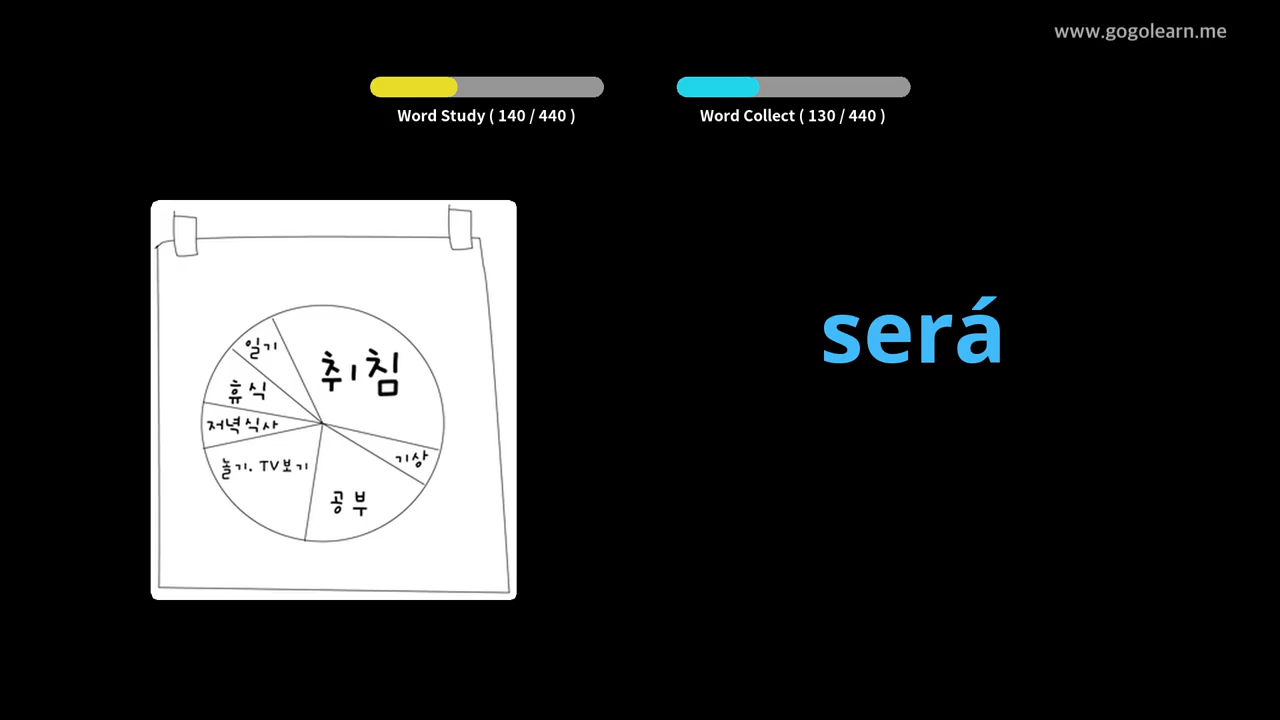 www.gogolearn.me
Word Study ( 140 / 440 )
Word Collect ( 130 / 440 )
será
일기
취침
휴식
저녁식사
놀기. TV보기
기상
공부